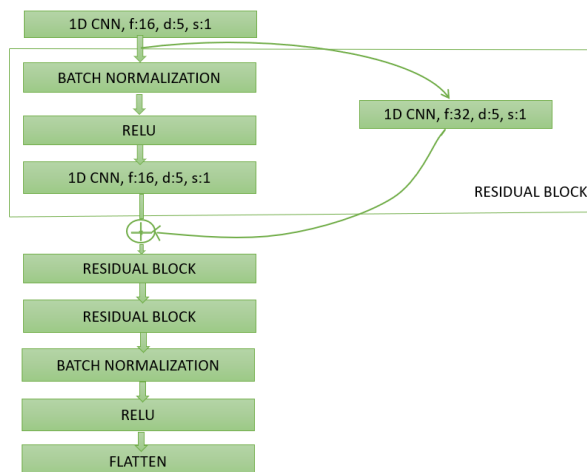 1D CNN, f:16, d:5, s:1
BATCH NORMALIZATION
RELU
1D CNN, f:32, d:5, s:1
1D CNN, f:16, d:5, s:1
RESIDUAL BLOCK
RESIDUAL BLOCK
RESIDUAL BLOCK
BATCH NORMALIZATION
RELU
FLATTEN